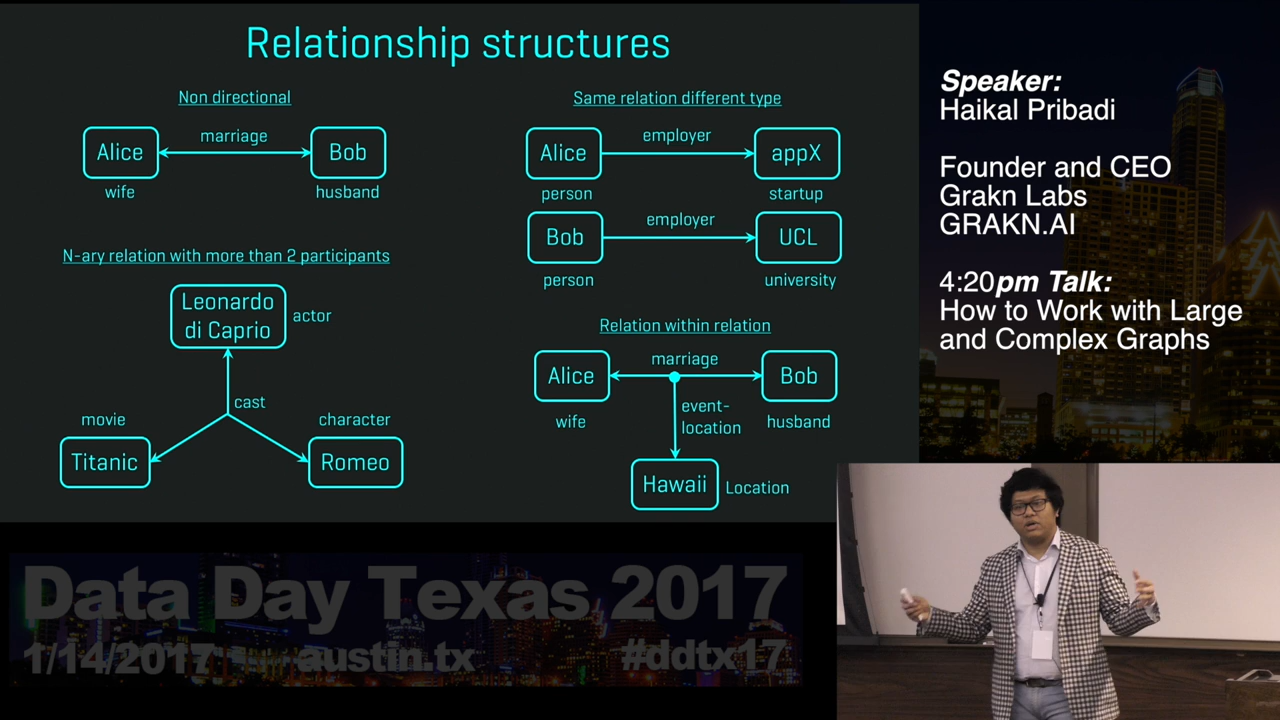 Relationship structures
Non directional
Alice
marriage
Bob
wife
husband
N-ary relation with more than 2 participants
Leonardo
di Caprio
actor
cast
movie
character
Titanic
Romeo
Same relation different type
Alice
employer
appX
person
startup
Bob
employer
UCL
person
university
Relation within relation
Alice
marriage
Bob
wife
event-
location
husband
Hawaii
Location
Speaker:
Haikal Pribadi
Founder and CEO
Grakn Labs
GRAKN.AI
4:20pm Talk:
How to Work with Large
and Complex Graphs
Data Day Texas 2017
1/14/2017
austin.tx
#ddtx17